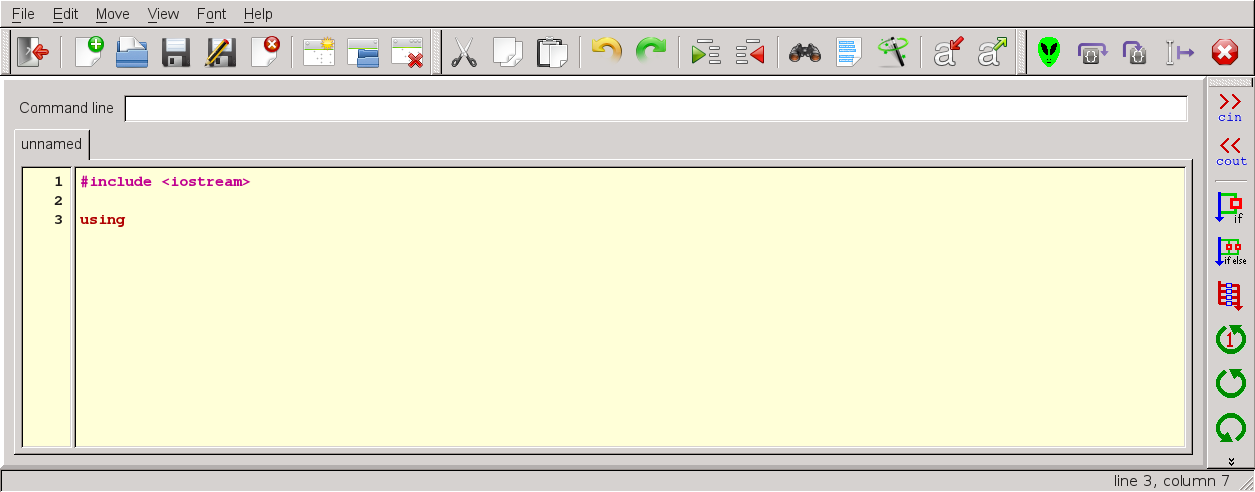 File Edit Move View Font Help
Command line
unnamed
1 #include <iostream>
2
3 using
>>
cin
<<
cout
if
if else
1
line 3, column 7